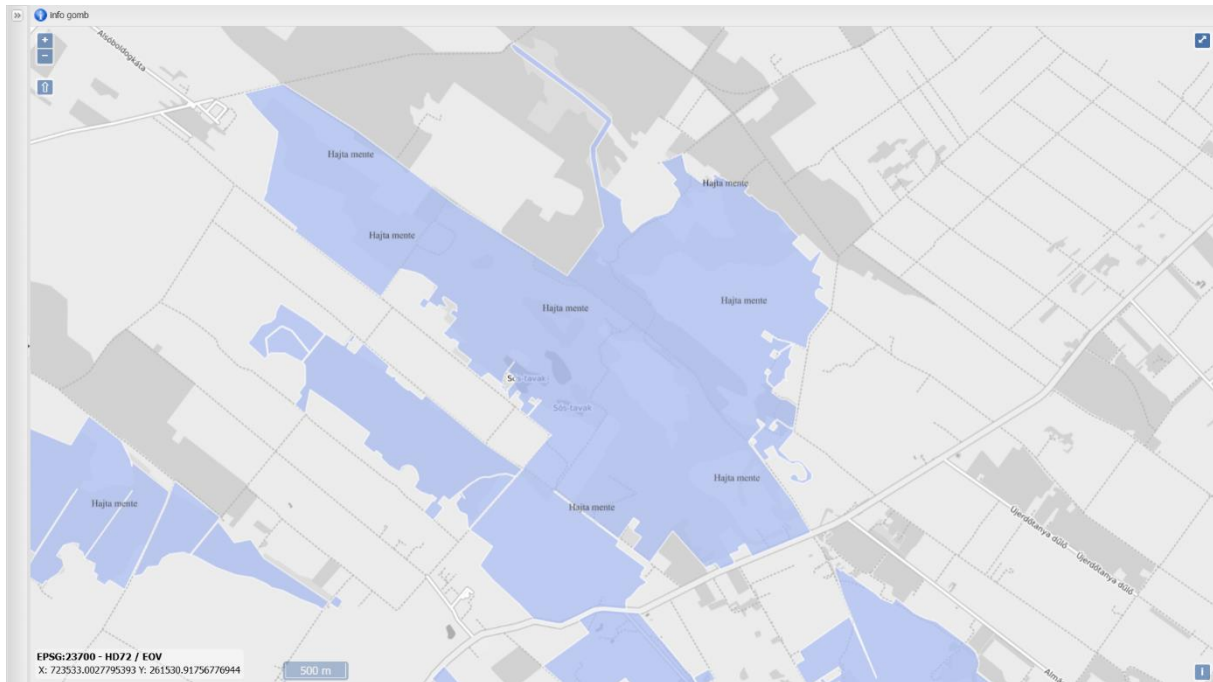 info gomb
Alsóboldogkáta
Hajta mente
Hajta mente
Hajta mente
Hajta mente
Hajta mente
Sós-tavak
Sós-tavak
Hajta mente
Hajta mente
Hajta mente
Újerdőtanya dűlő
Újerdőtanya dűlő
EPSG:23700 - HD72 / EOV
X: 723533.0027795393 Y: 261530.91756776944
500 m
Almá